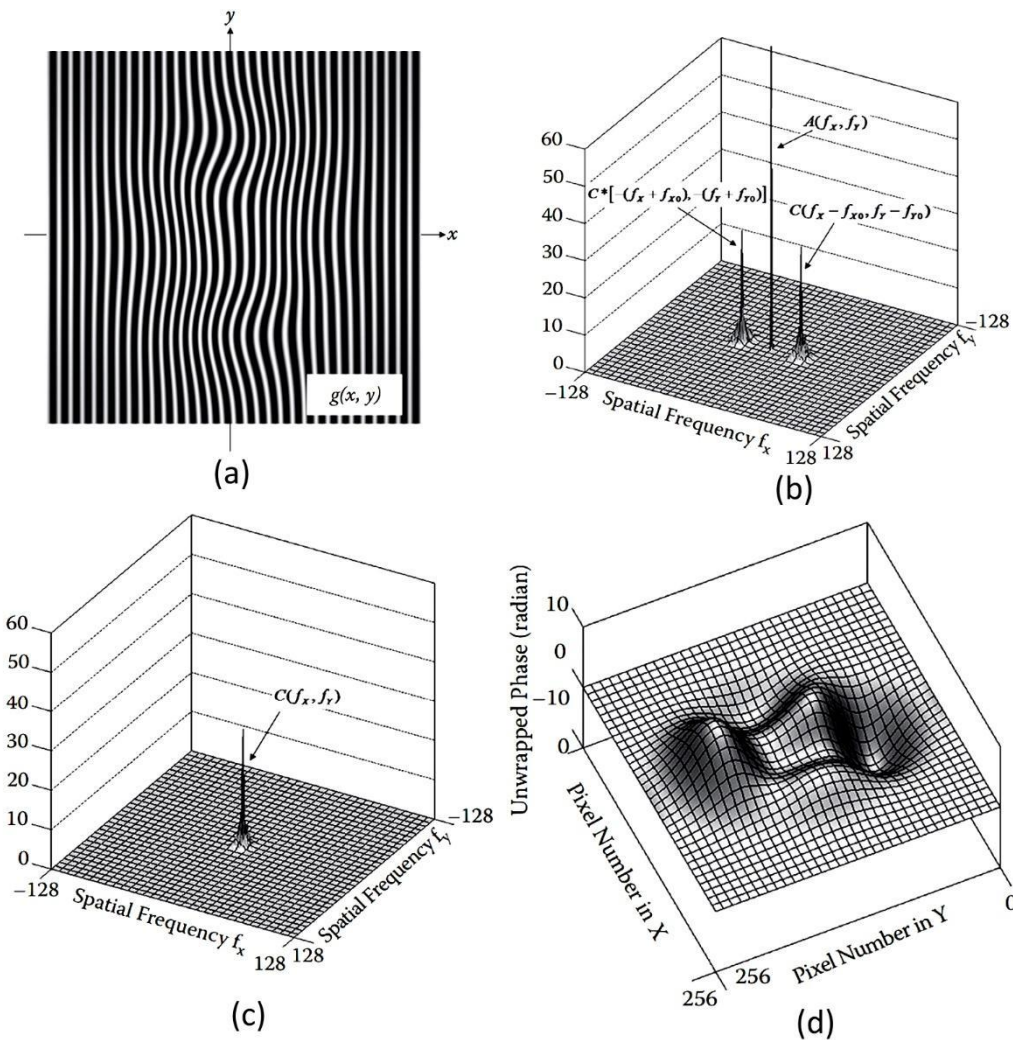 y
x
g(x, y)
(a)
60
50
40
30
20
10
0
−128
A(f_X, f_Y)
C*[−(f_X + f_X0), −(f_Y + f_Y0)]
C(f_X − f_X0, f_Y − f_Y0)
−128
Spatial Frequency f_y
Spatial Frequency f_x
128 128
(b)
60
50
40
30
20
10
0
−128
C(f_X, f_Y)
−128
Spatial Frequency f_y
Spatial Frequency f_x
128 128
(c)
Unwrapped Phase (radian)
10
0
−10
0
Pixel Number in X
Pixel Number in Y
0
256
256
(d)